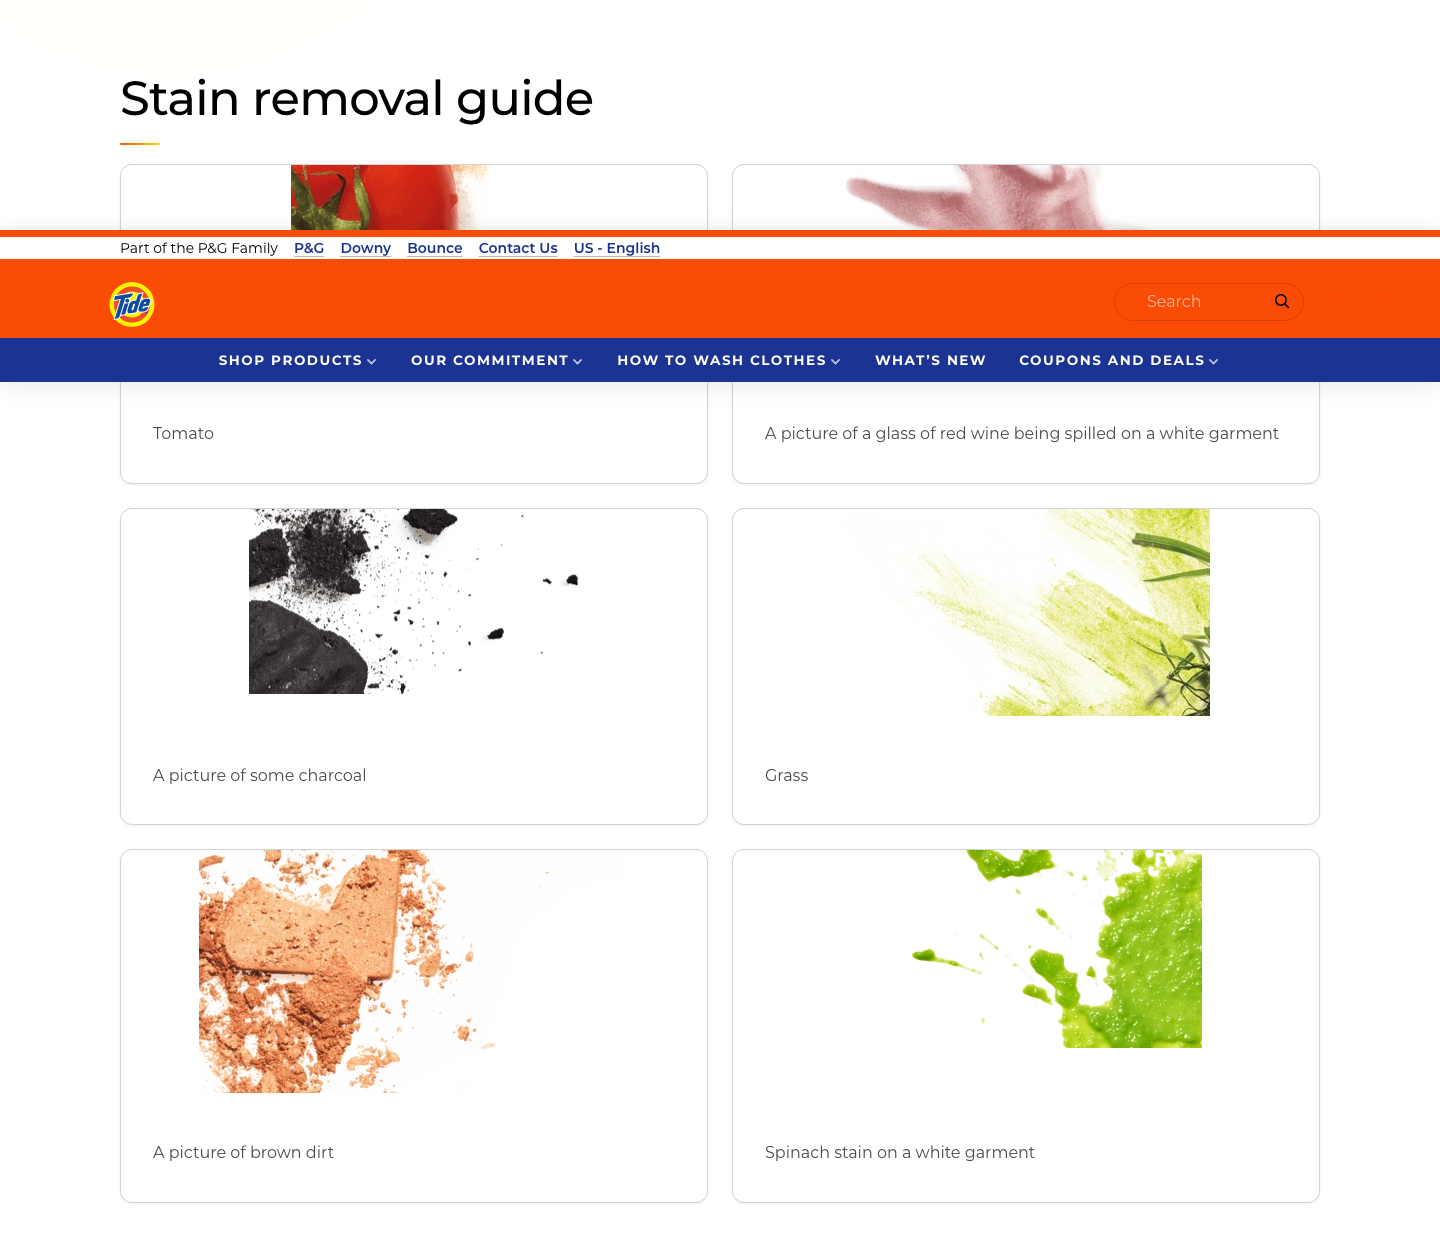 Stain removal guide
Part of the P&G Family P&G Downy Bounce Contact Us US - English
Tide
Search
SHOP PRODUCTS OUR COMMITMENT HOW TO WASH CLOTHES WHAT’S NEW COUPONS AND DEALS
Tomato
A picture of a glass of red wine being spilled on a white garment
A picture of some charcoal
Grass
A picture of brown dirt
Spinach stain on a white garment